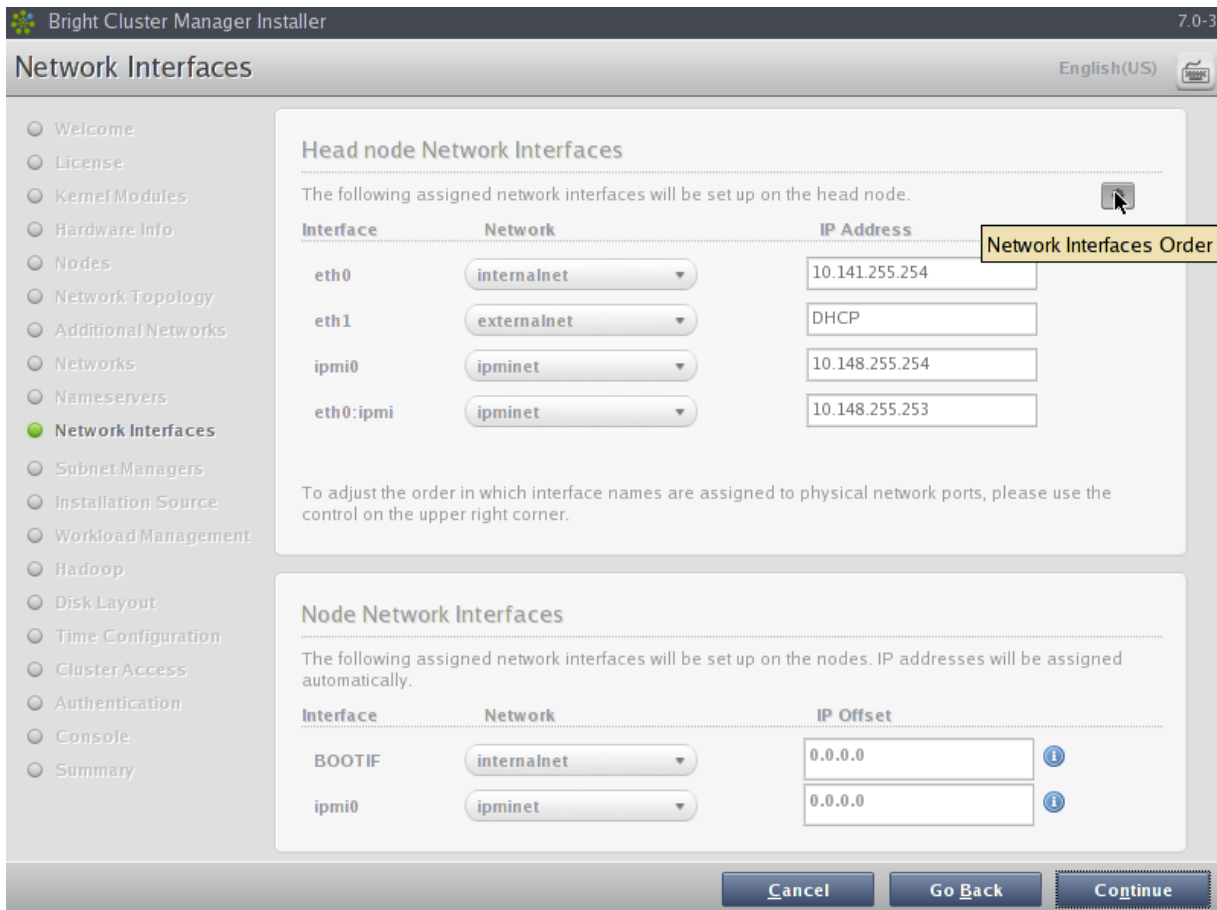 Bright Cluster Manager Installer
7.0-3
Network Interfaces
English(US)
Welcome
License
Kernel Modules
Hardware Info
Nodes
Network Topology
Additional Networks
Networks
Nameservers
Network Interfaces
Subnet Managers
Installation Source
Workload Management
Hadoop
Disk Layout
Time Configuration
Cluster Access
Authentication
Console
Summary
Head node Network Interfaces
The following assigned network interfaces will be set up on the head node.
Interface Network IP Address
Network Interfaces Order
eth0 internalnet 10.141.255.254
eth1 externalnet DHCP
ipmi0 ipminet 10.148.255.254
eth0:ipmi ipminet 10.148.255.253
To adjust the order in which interface names are assigned to physical network ports, please use the
control on the upper right corner.
Node Network Interfaces
The following assigned network interfaces will be set up on the nodes. IP addresses will be assigned
automatically.
Interface Network IP Offset
BOOTIF internalnet 0.0.0.0
ipmi0 ipminet 0.0.0.0
Cancel Go Back Continue